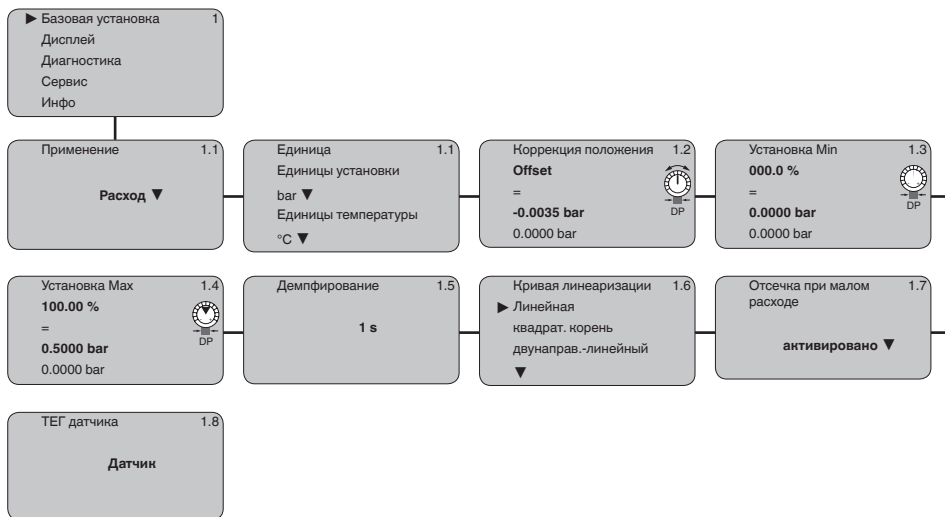 ▶ Базовая установка 1
Дисплей
Диагностика
Сервис
Инфо
Применение 1.1
Расход ▼
Единица 1.1
Единицы установки
bar ▼
Единицы температуры
°C ▼
Коррекция положения 1.2
Offset
=
-0.0035 bar
0.0000 bar
DP
Установка Min 1.3
000.0 %
=
0.0000 bar
0.0000 bar
DP
Установка Max 1.4
100.00 %
=
0.5000 bar
0.0000 bar
DP
Демпфирование 1.5
1 s
Кривая линеаризации 1.6
▶ Линейная
квадрат. корень
двунаправ.-линейный
▼
Отсечка при малом 1.7
расходе
активировано ▼
ТЕГ датчика 1.8
Датчик